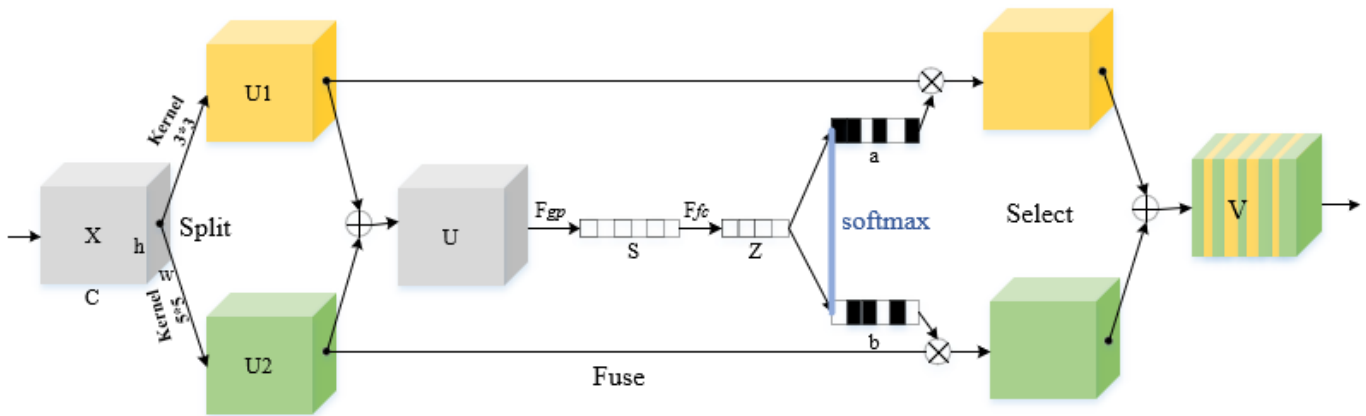 U1
Kernel
3*3
X
h
Split
w
C
Kernel
5*5
U2
U
Fgp
S
Ffc
Z
a
softmax
b
Fuse
Select
V